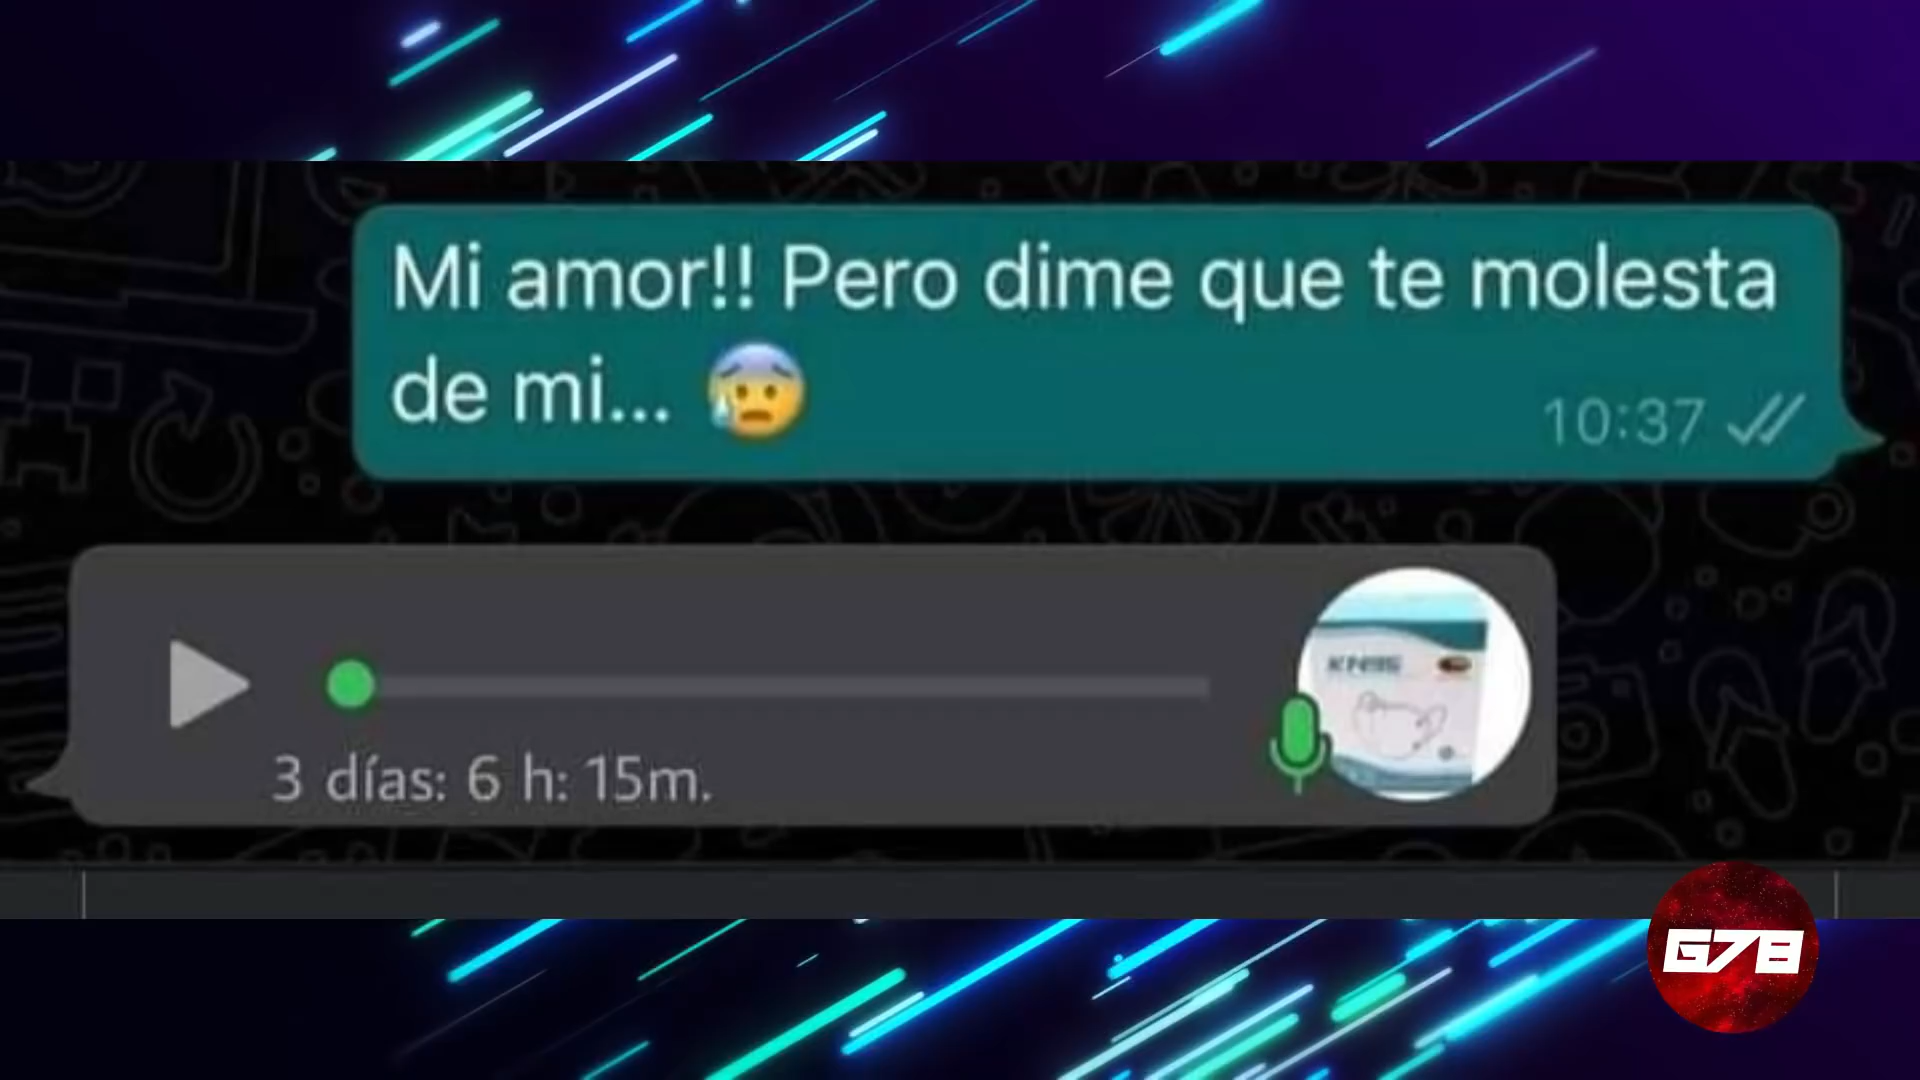 Mi amor!! Pero dime que te molesta
de mi... 😰
10:37
KN95
3 días: 6 h: 15m.
G78